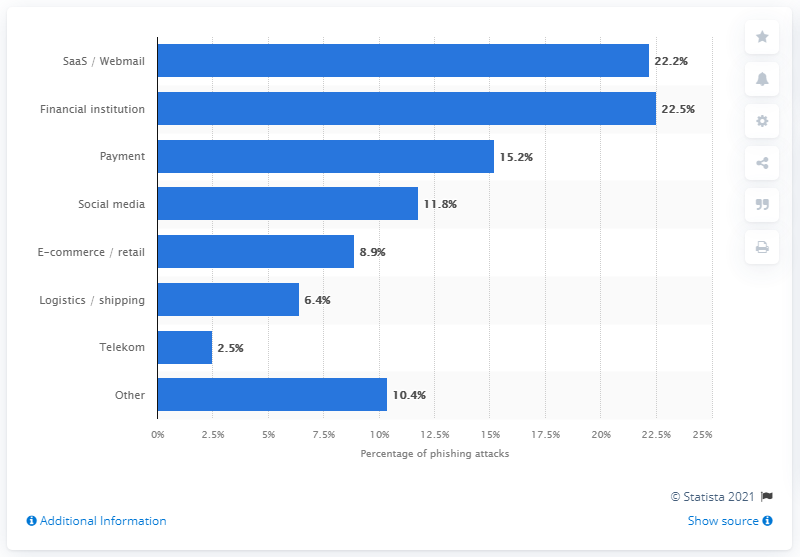 SaaS / Webmail 22.2%
Financial institution 22.5%
Payment 15.2%
Social media 11.8%
E-commerce / retail 8.9%
Logistics / shipping 6.4%
Telekom 2.5%
Other 10.4%
0% 2.5% 5% 7.5% 10% 12.5% 15% 17.5% 20% 22.5% 25%
Percentage of phishing attacks
© Statista 2021
Additional Information Show source